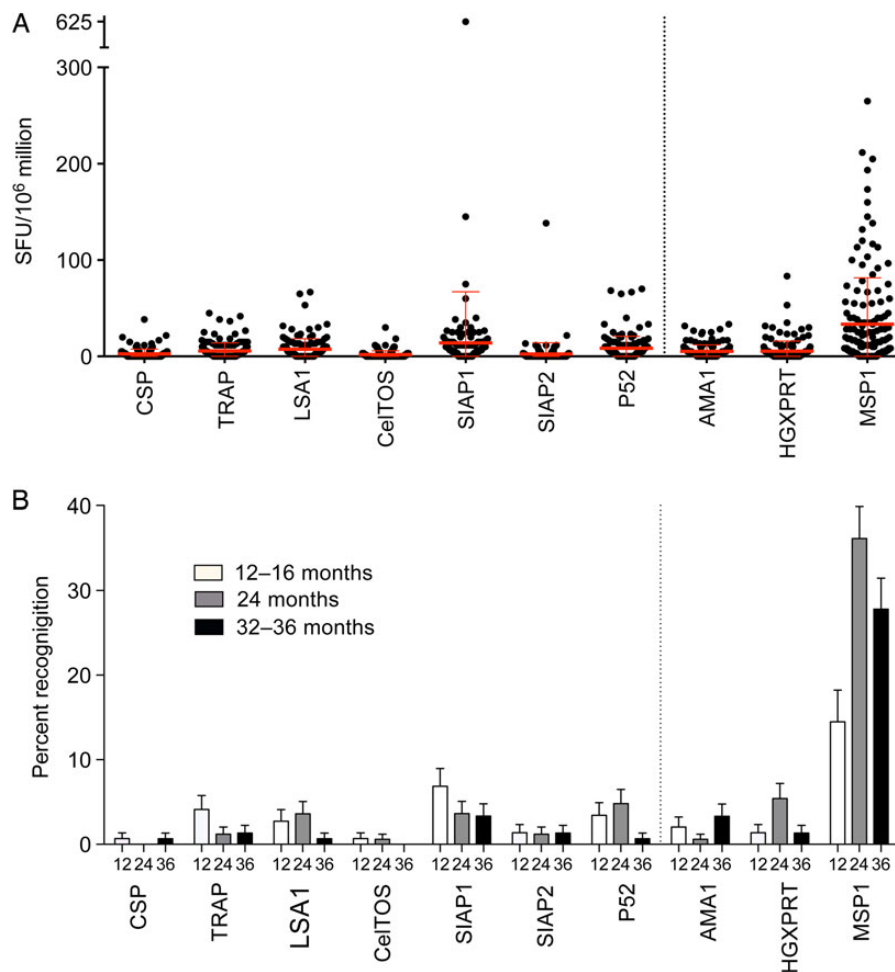 A
625
300
200
100
0
SFU/10⁶ million
CSP
TRAP
LSA1
CelTOS
SIAP1
SIAP2
P52
AMA1
HGXPRT
MSP1
B
40
30
20
10
0
Percent recognigition
12–16 months
24 months
32–36 months
12 24 36 12 24 36 12 24 36 12 24 36 12 24 36 12 24 36 12 24 36 12 24 36 12 24 36 12 24 36
CSP
TRAP
LSA1
CelTOS
SIAP1
SIAP2
P52
AMA1
HGXPRT
MSP1